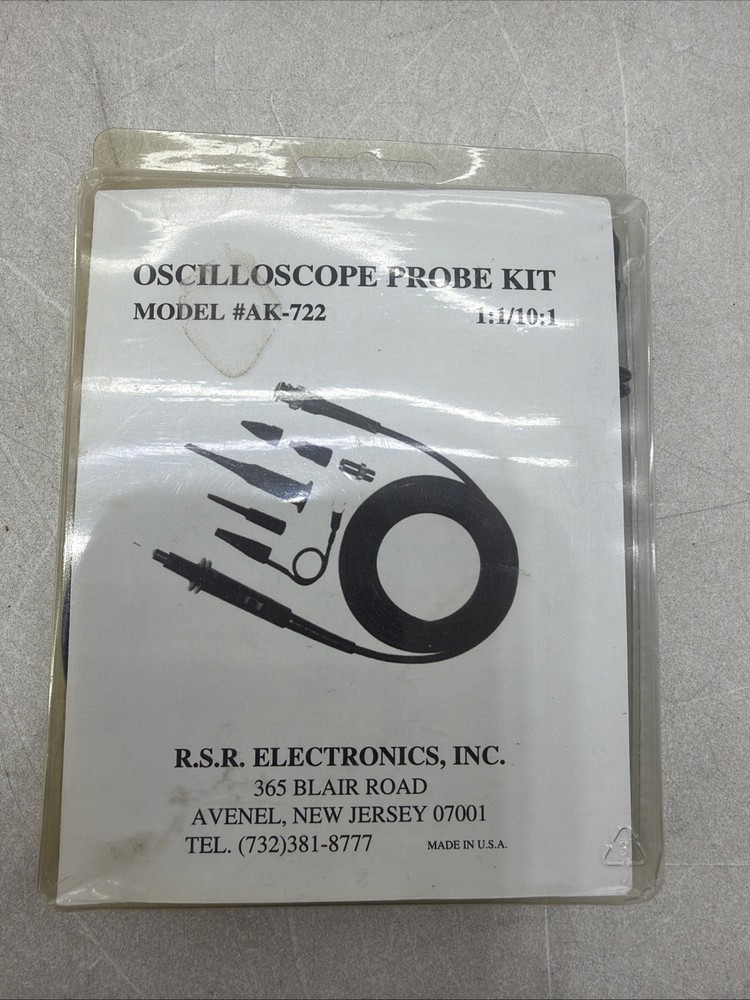 OSCILLOSCOPE PROBE KIT
MODEL #AK-722 1:1/10:1
R.S.R. ELECTRONICS, INC.
365 BLAIR ROAD
AVENEL, NEW JERSEY 07001
TEL. (732)381-8777 MADE IN U.S.A.